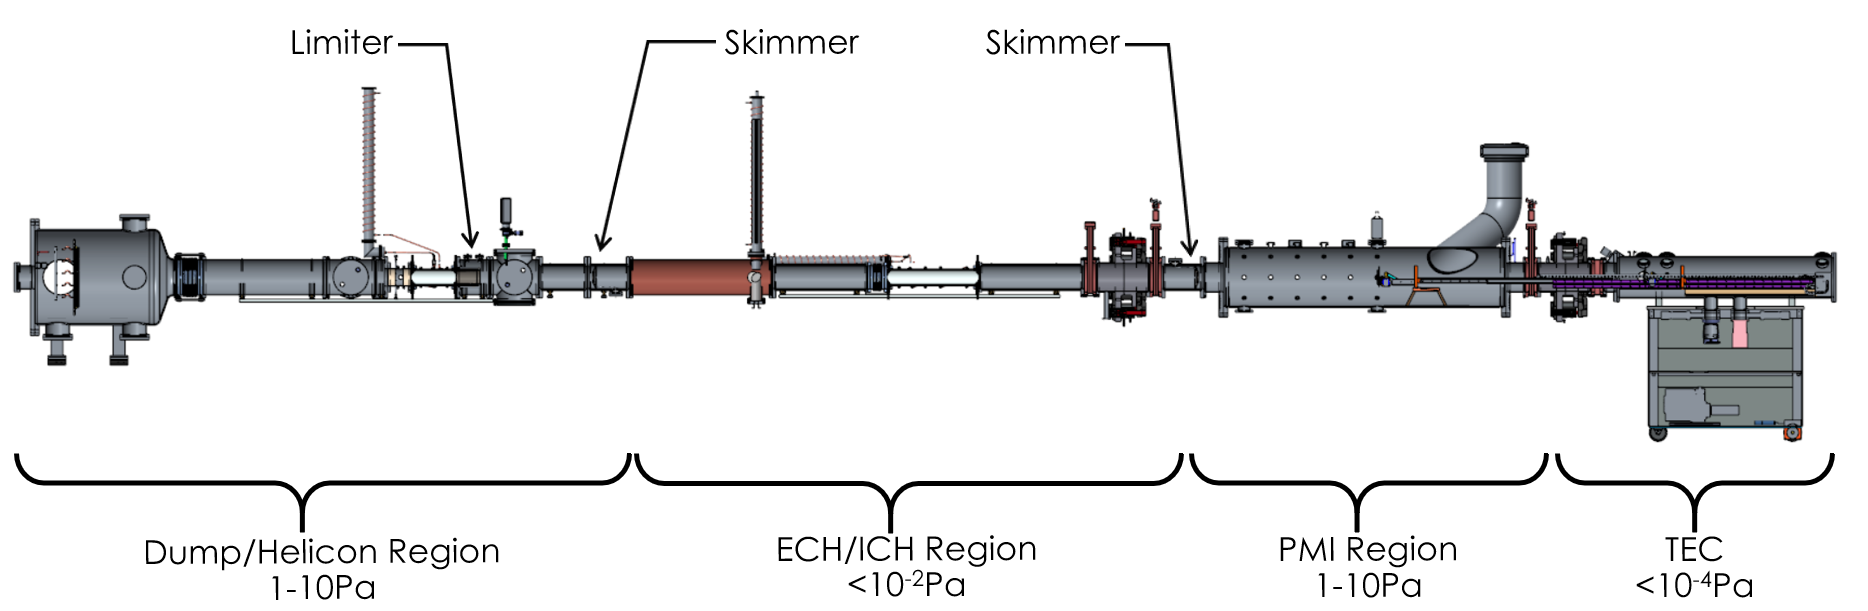 Limiter
Skimmer
Skimmer
Dump/Helicon Region
1-10Pa
ECH/ICH Region
<10⁻²Pa
PMI Region
1-10Pa
TEC
<10⁻⁴Pa